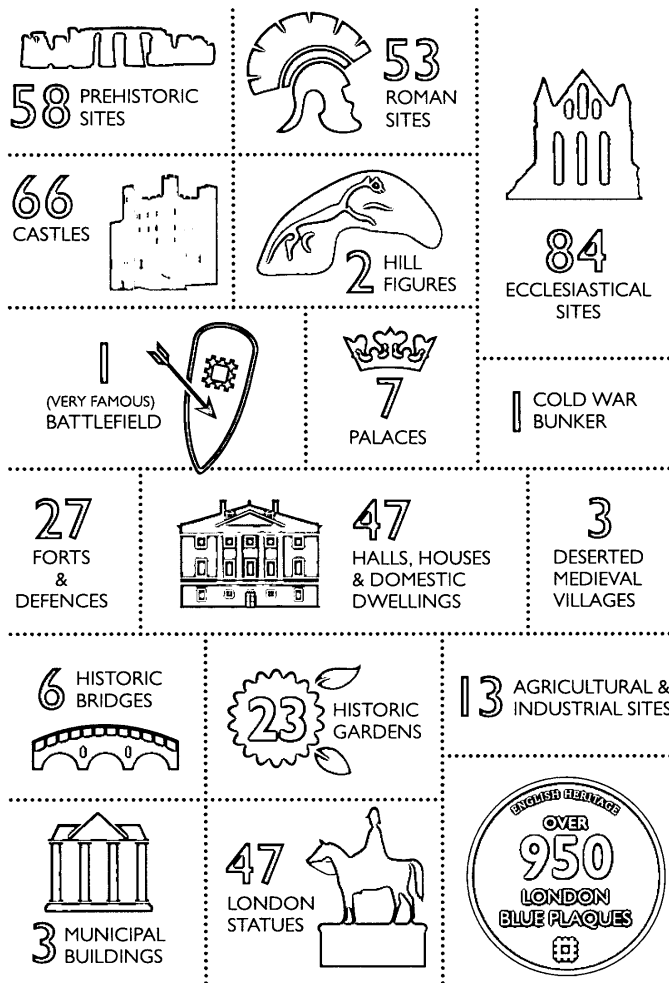 58 PREHISTORIC
SITES
53
ROMAN
SITES
84
ECCLESIASTICAL
SITES
66
CASTLES
2 HILL
FIGURES
1
(VERY FAMOUS)
BATTLEFIELD
7
PALACES
1 COLD WAR
BUNKER
27
FORTS
&
DEFENCES
47
HALLS, HOUSES
& DOMESTIC
DWELLINGS
3
DESERTED
MEDIEVAL
VILLAGES
6 HISTORIC
BRIDGES
23 HISTORIC
GARDENS
13 AGRICULTURAL &
INDUSTRIAL SITES
3 MUNICIPAL
BUILDINGS
47
LONDON
STATUES
ENGLISH HERITAGE
OVER
950
LONDON
BLUE PLAQUES